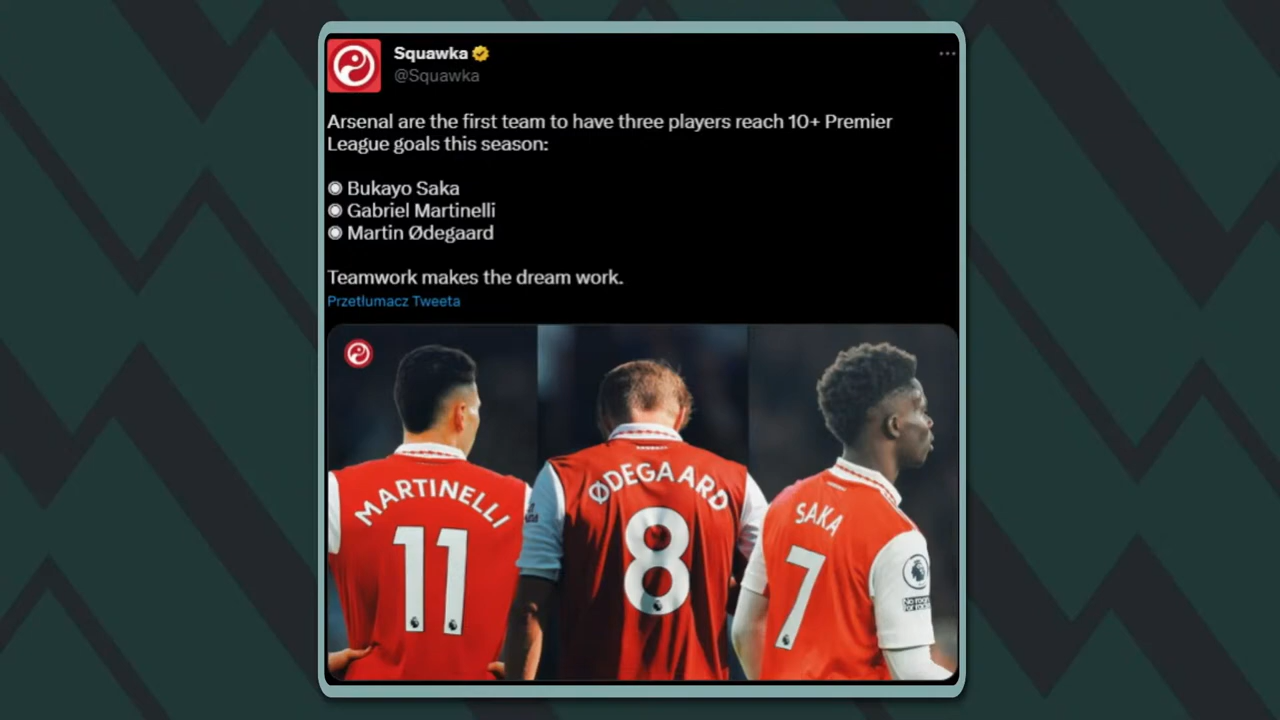 Squawka
@Squawka
Arsenal are the first team to have three players reach 10+ Premier
League goals this season:
◉ Bukayo Saka
◉ Gabriel Martinelli
◉ Martin Ødegaard
Teamwork makes the dream work.
Przetłumacz Tweeta
MARTINELLI
11
ØDEGAARD
8
SAKA
7